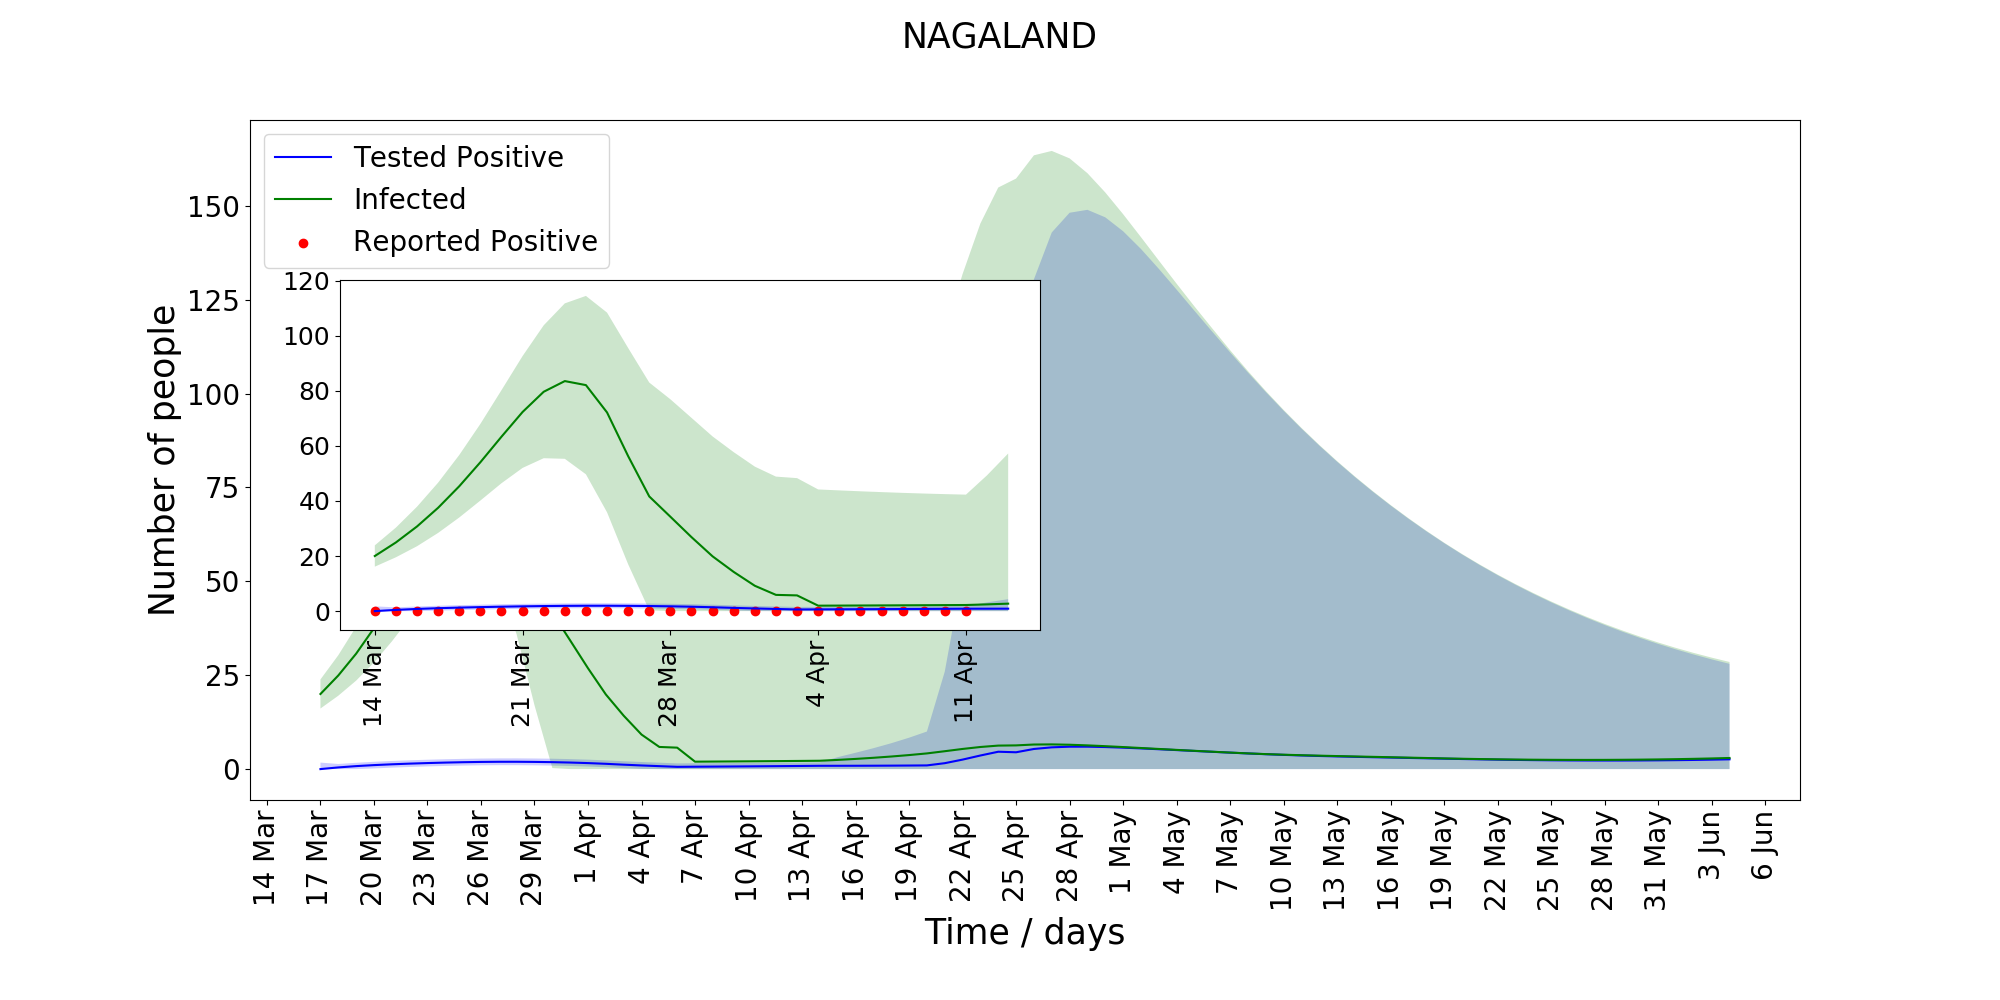 NAGALAND
Tested Positive
Infected
Reported Positive
Number of people
150
125
100
75
50
25
0
120
100
80
60
40
20
0
14 Mar
21 Mar
28 Mar
4 Apr
11 Apr
14 Mar
17 Mar
20 Mar
23 Mar
26 Mar
29 Mar
1 Apr
4 Apr
7 Apr
10 Apr
13 Apr
16 Apr
19 Apr
22 Apr
25 Apr
28 Apr
1 May
4 May
7 May
10 May
13 May
16 May
19 May
22 May
25 May
28 May
31 May
3 Jun
6 Jun
Time / days